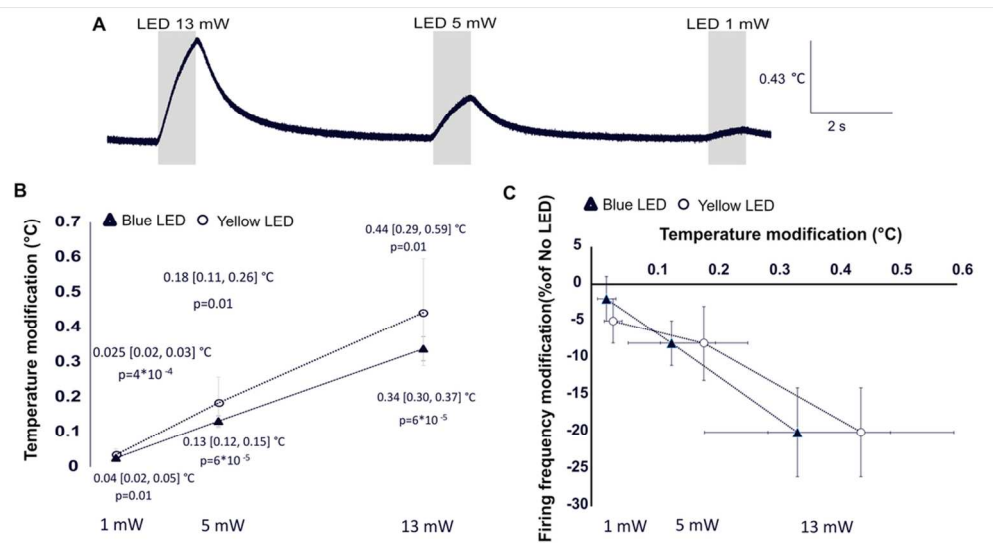 A
LED 13 mW
LED 5 mW
LED 1 mW
0.43 °C
2 s
B
▲ Blue LED ○ Yellow LED
Temperature modification (°C)
0.7
0.6
0.5
0.4
0.3
0.2
0.1
0
0.44 [0.29, 0.59] °C
p=0.01
0.18 [0.11, 0.26] °C
p=0.01
0.025 [0.02, 0.03] °C
p=4*10 -4
0.34 [0.30, 0.37] °C
p=6*10 -5
0.13 [0.12, 0.15] °C
p=6*10 -5
0.04 [0.02, 0.05] °C
p=0.01
1 mW
5 mW
13 mW
C
▲ Blue LED ○ Yellow LED
Temperature modification (°C)
Firing frequency modification(%of No LED)
0.1 0.2 0.3 0.4 0.5 0.6
5
0
-5
-10
-15
-20
-25
-30
1 mW
5 mW
13 mW